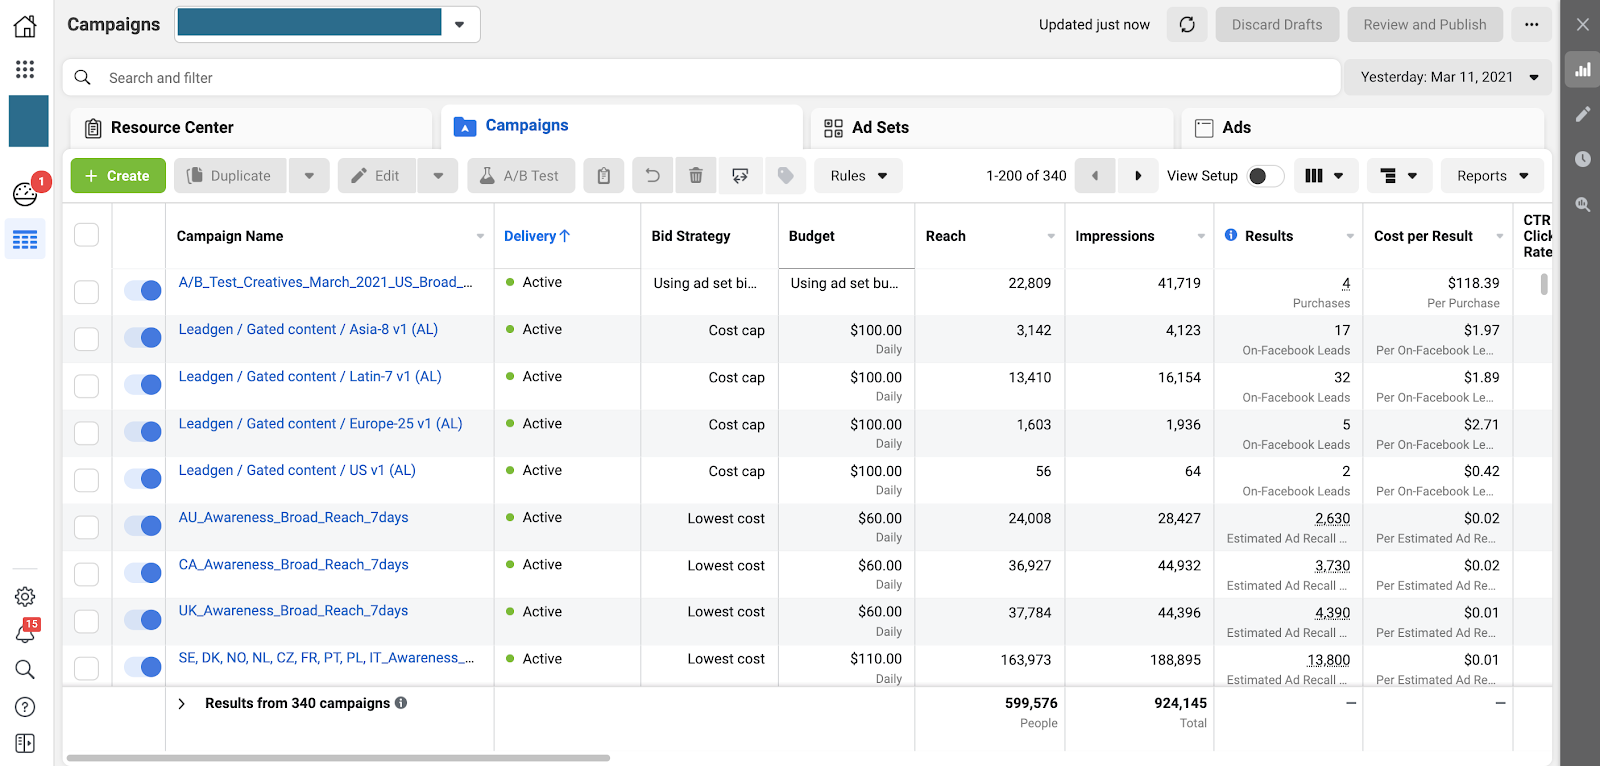 Campaigns
Updated just now
Discard Drafts
Review and Publish
Search and filter
Yesterday: Mar 11, 2021
1
Resource Center
Campaigns
Ad Sets
Ads
+ Create
Duplicate
Edit
A/B Test
Rules
1-200 of 340
View Setup
Reports
Campaign Name
Delivery↑
Bid Strategy
Budget
Reach
Impressions
Results
Cost per Result
CTR
Click
Rate
A/B_Test_Creatives_March_2021_US_Broad_...
Active
Using ad set bi...
Using ad set bu...
22,809
41,719
4
Purchases
$118.39
Per Purchase
Leadgen / Gated content / Asia-8 v1 (AL)
Active
Cost cap
$100.00
Daily
3,142
4,123
17
On-Facebook Leads
$1.97
Per On-Facebook Le...
Leadgen / Gated content / Latin-7 v1 (AL)
Active
Cost cap
$100.00
Daily
13,410
16,154
32
On-Facebook Leads
$1.89
Per On-Facebook Le...
Leadgen / Gated content / Europe-25 v1 (AL)
Active
Cost cap
$100.00
Daily
1,603
1,936
5
On-Facebook Leads
$2.71
Per On-Facebook Le...
Leadgen / Gated content / US v1 (AL)
Active
Cost cap
$100.00
Daily
56
64
2
On-Facebook Leads
$0.42
Per On-Facebook Le...
AU_Awareness_Broad_Reach_7days
Active
Lowest cost
$60.00
Daily
24,008
28,427
2,630
Estimated Ad Recall ...
$0.02
Per Estimated Ad Re...
CA_Awareness_Broad_Reach_7days
Active
Lowest cost
$60.00
Daily
36,927
44,932
3,730
Estimated Ad Recall ...
$0.02
Per Estimated Ad Re...
UK_Awareness_Broad_Reach_7days
Active
Lowest cost
$60.00
Daily
37,784
44,396
4,390
Estimated Ad Recall ...
$0.01
Per Estimated Ad Re...
SE, DK, NO, NL, CZ, FR, PT, PL, IT_Awareness_...
Active
Lowest cost
$110.00
Daily
163,973
188,895
13,800
Estimated Ad Recall ...
$0.01
Per Estimated Ad Re...
15
Results from 340 campaigns
599,576
People
924,145
Total
—
—